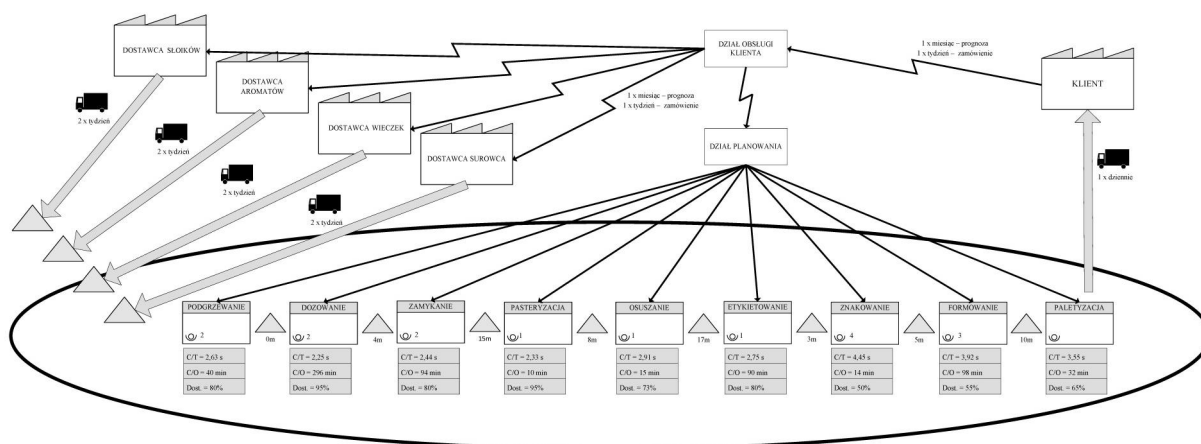 DOSTAWCA SŁOIKÓW
DOSTAWCA
AROMATÓW
DOSTAWCA WIECZEK
DOSTAWCA SUROWCA
2 x tydzień
2 x tydzień
2 x tydzień
2 x tydzień
DZIAŁ OBSŁUGI
KLIENTA
1 x miesiąc – prognoza
1 x tydzień – zamówienie
1 x miesiąc – prognoza
1 x tydzień – zamówienie
KLIENT
DZIAŁ PLANOWANIA
1 x dziennie
PODGRZEWANIE
2
C/T = 2,63 s
C/O = 40 min
Dost. = 80%
0m
DOZOWANIE
2
C/T = 2,25 s
C/O = 296 min
Dost. = 95%
4m
ZAMYKANIE
2
C/T = 2,44 s
C/O = 94 min
Dost. = 80%
15m
PASTERYZACJA
1
C/T = 2,33 s
C/O = 10 min
Dost. = 95%
8m
OSUSZANIE
1
C/T = 2,91 s
C/O = 15 min
Dost. = 73%
17m
ETYKIETOWANIE
1
C/T = 2,75 s
C/O = 90 min
Dost. = 80%
3m
ZNAKOWANIE
4
C/T = 4,45 s
C/O = 14 min
Dost. = 50%
5m
FORMOWANIE
3
C/T = 3,92 s
C/O = 98 min
Dost. = 55%
10m
PALETYZACJA
C/T = 3,55 s
C/O = 32 min
Dost. = 65%